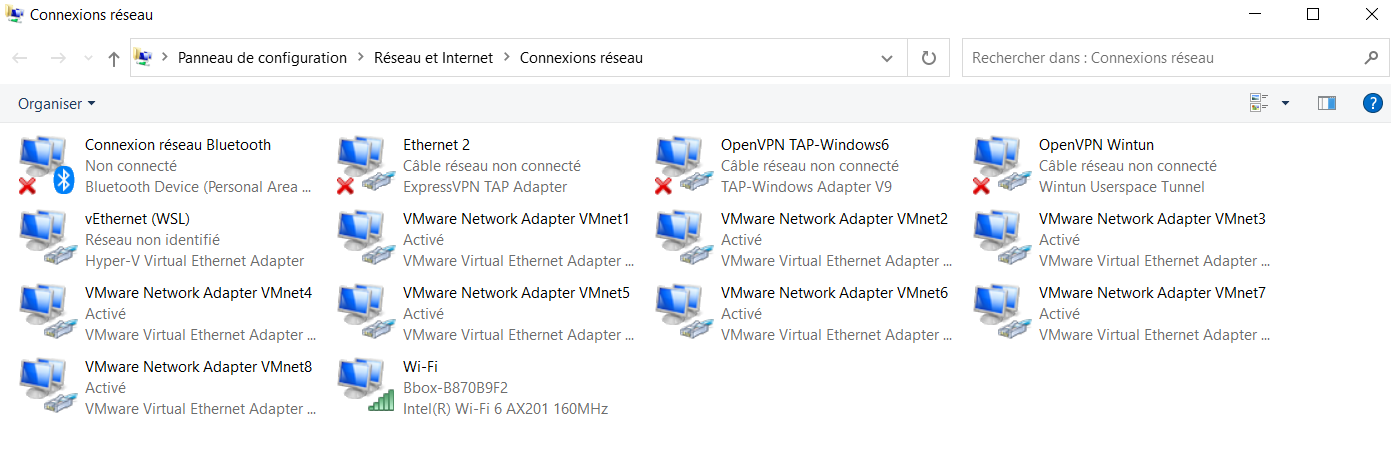 Connexions réseau
Panneau de configuration > Réseau et Internet > Connexions réseau
Rechercher dans : Connexions réseau
Organiser
?
Connexion réseau Bluetooth
Non connecté
Bluetooth Device (Personal Area ...
Ethernet 2
Câble réseau non connecté
ExpressVPN TAP Adapter
OpenVPN TAP-Windows6
Câble réseau non connecté
TAP-Windows Adapter V9
OpenVPN Wintun
Câble réseau non connecté
Wintun Userspace Tunnel
vEthernet (WSL)
Réseau non identifié
Hyper-V Virtual Ethernet Adapter
VMware Network Adapter VMnet1
Activé
VMware Virtual Ethernet Adapter ...
VMware Network Adapter VMnet2
Activé
VMware Virtual Ethernet Adapter ...
VMware Network Adapter VMnet3
Activé
VMware Virtual Ethernet Adapter ...
VMware Network Adapter VMnet4
Activé
VMware Virtual Ethernet Adapter ...
VMware Network Adapter VMnet5
Activé
VMware Virtual Ethernet Adapter ...
VMware Network Adapter VMnet6
Activé
VMware Virtual Ethernet Adapter ...
VMware Network Adapter VMnet7
Activé
VMware Virtual Ethernet Adapter ...
VMware Network Adapter VMnet8
Activé
VMware Virtual Ethernet Adapter ...
Wi-Fi
Bbox-B870B9F2
Intel(R) Wi-Fi 6 AX201 160MHz